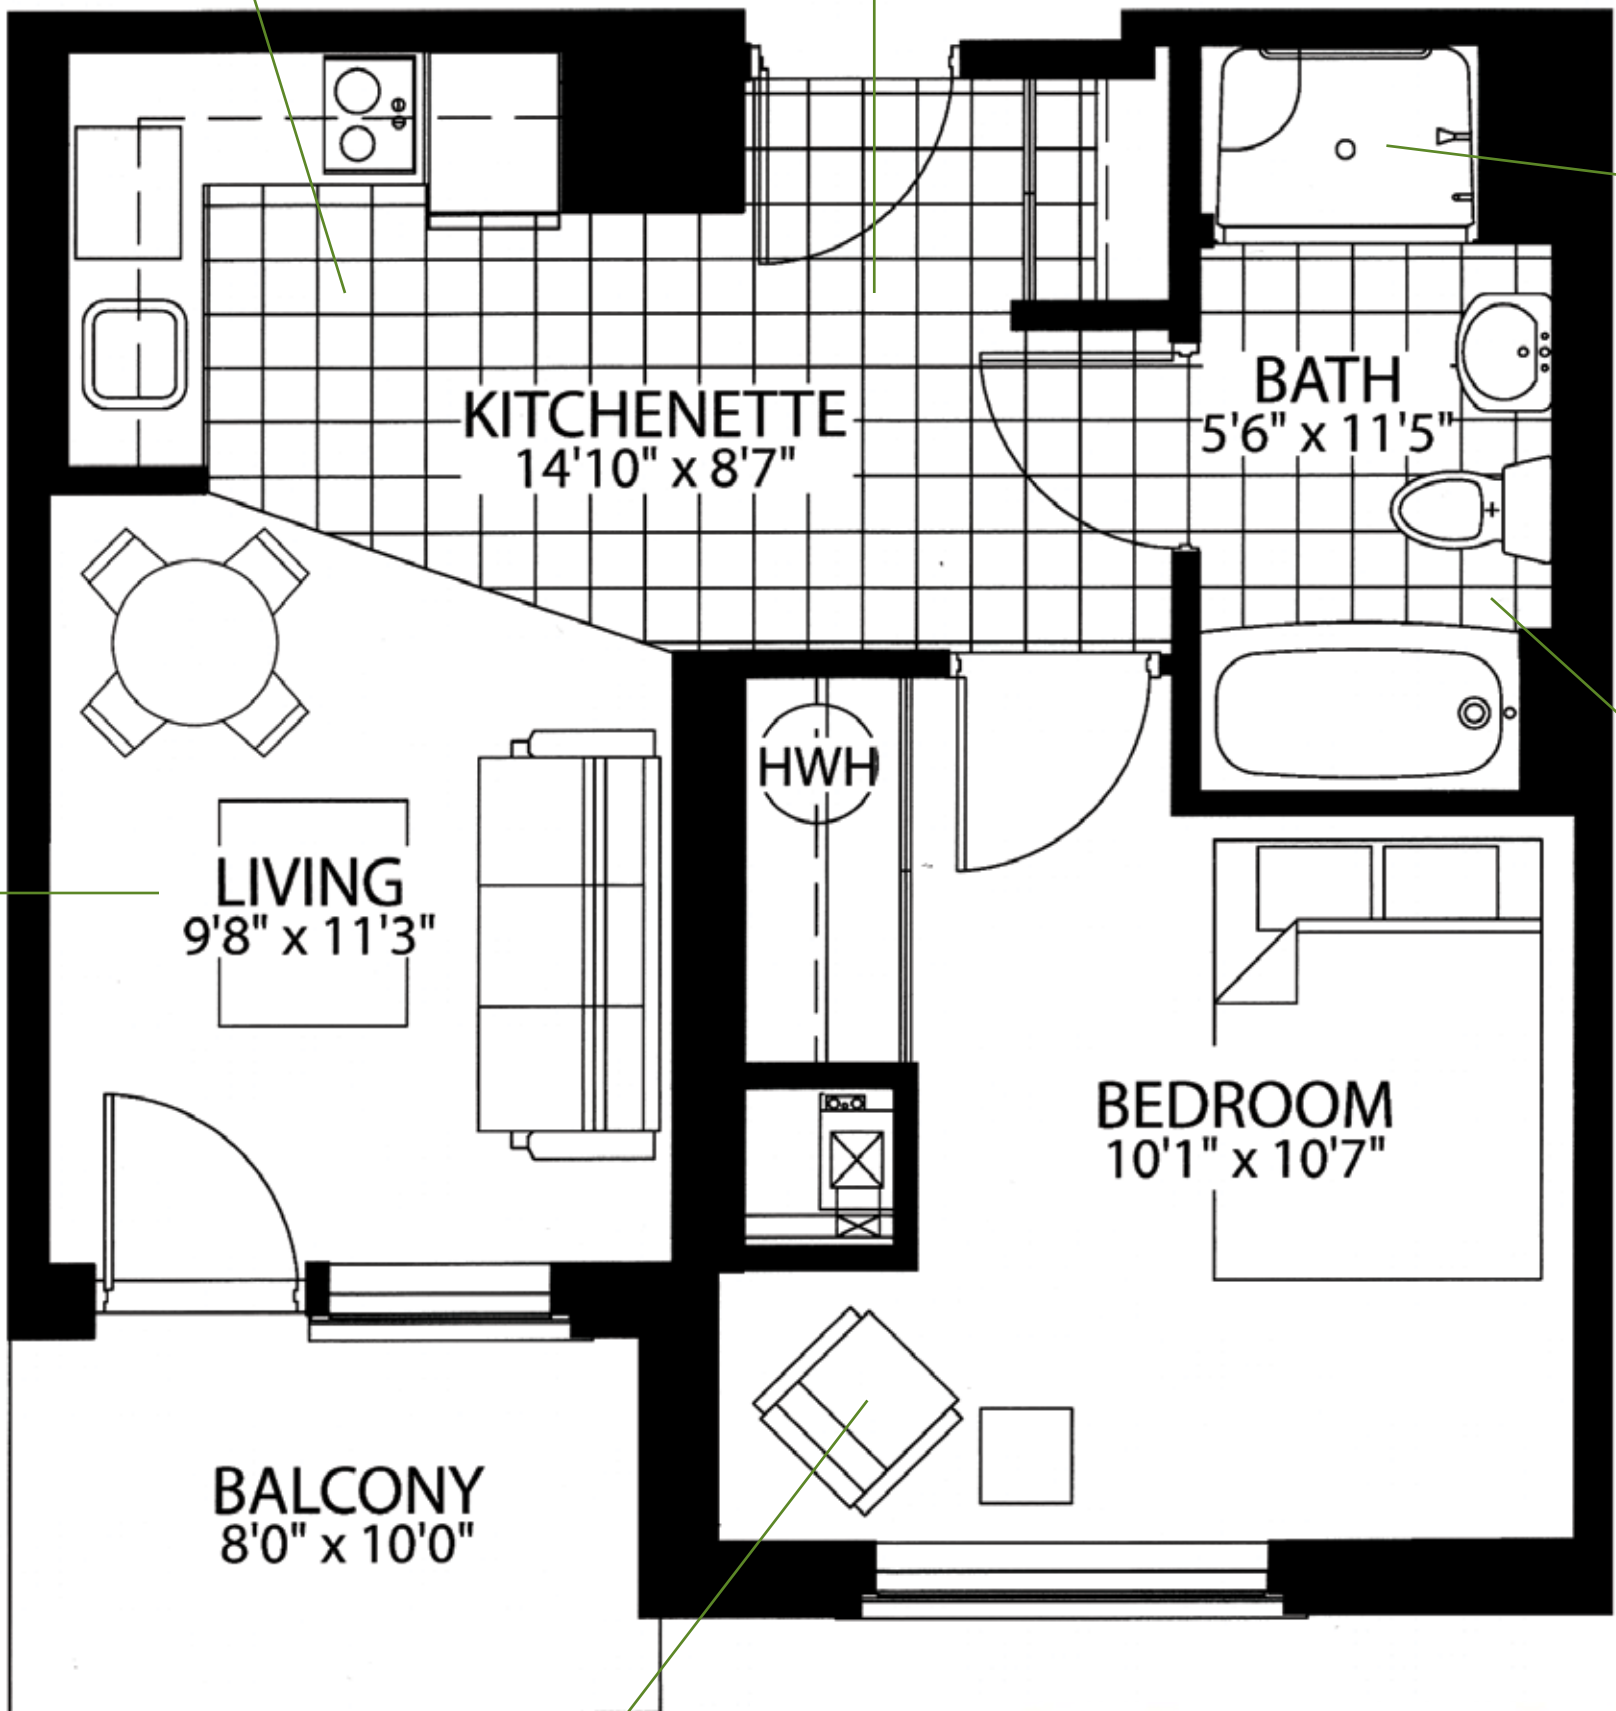 KITCHENETTE
14'10" x 8'7"
BATH
5'6" x 11'5"
HWH
LIVING
9'8" x 11'3"
BEDROOM
10'1" x 10'7"
BALCONY
8'0" x 10'0"